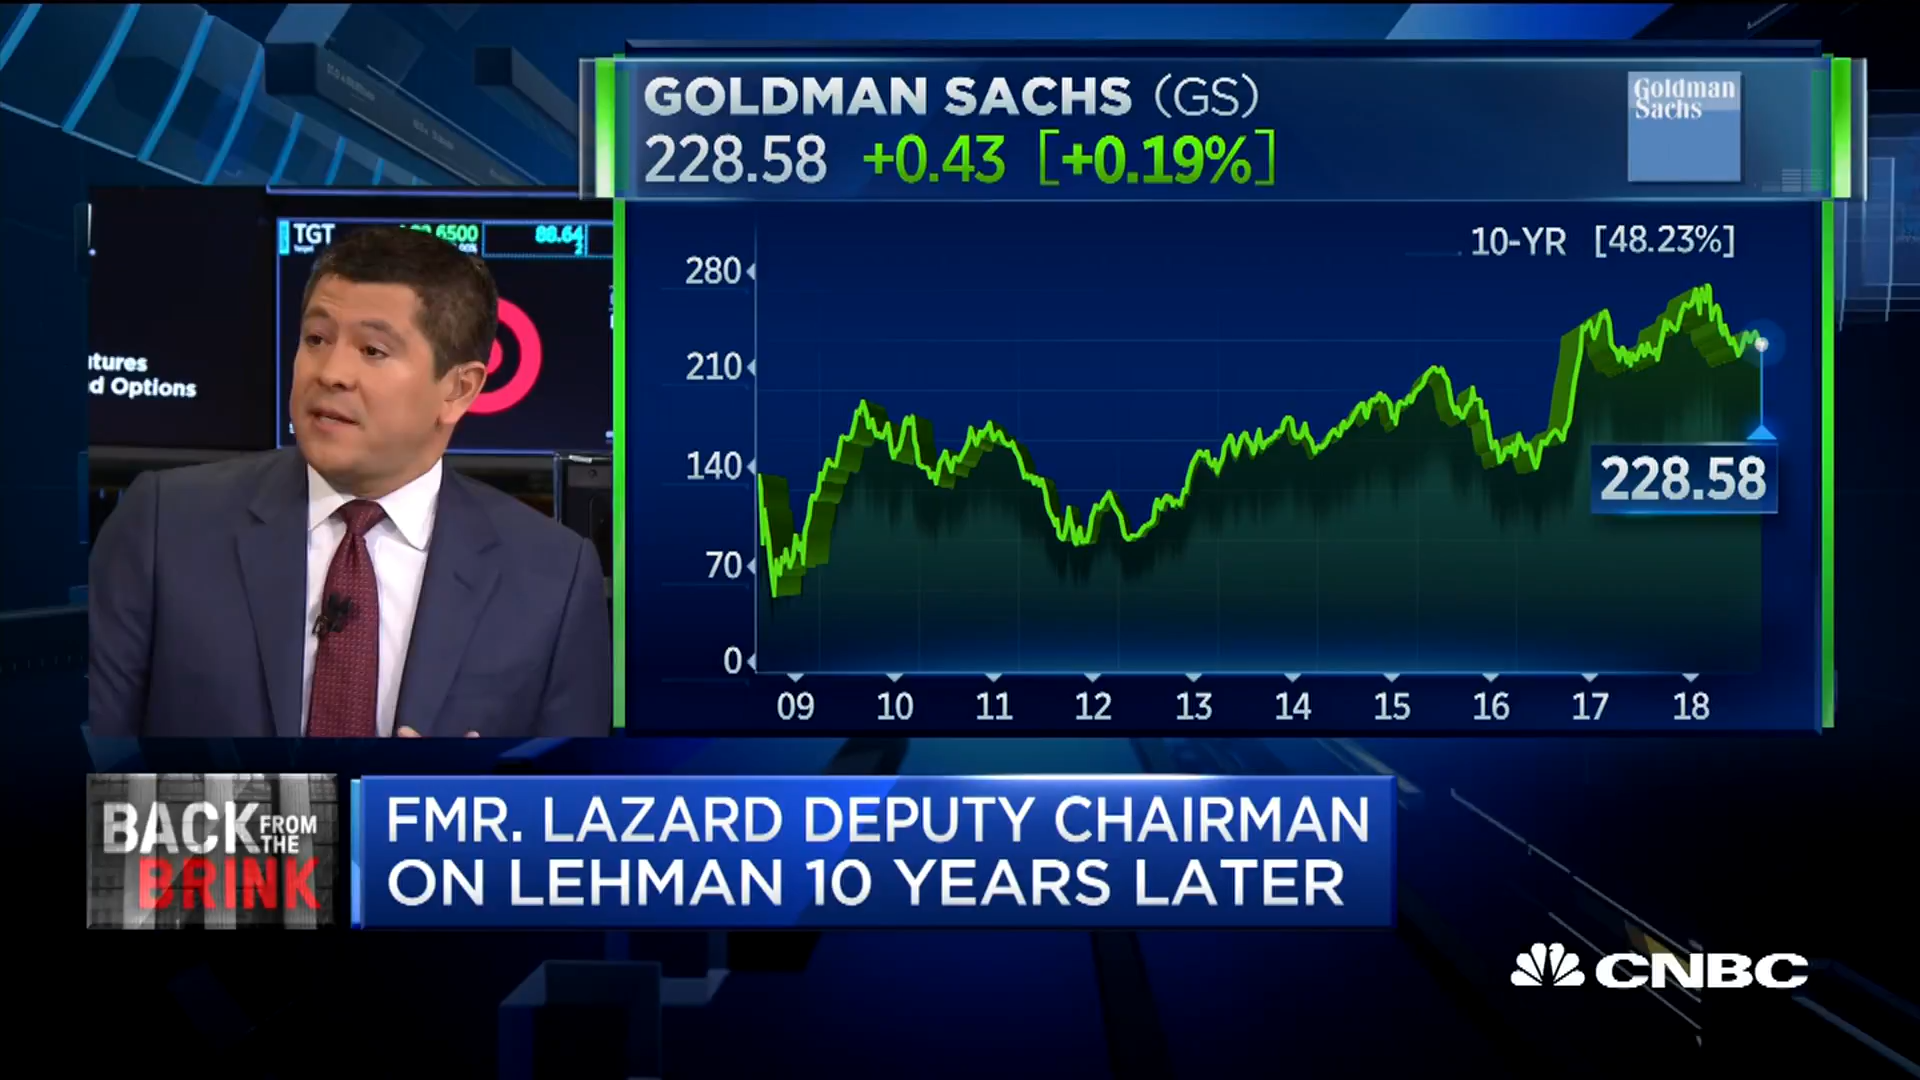 GOLDMAN SACHS (GS)
228.58 +0.43 [+0.19%]
Goldman
Sachs
10-YR [48.23%]
280
210
140
70
0
228.58
09 10 11 12 13 14 15 16 17 18
TGT
6500 88.64
2
tures
d Options
BACK FROM THE
BRINK
FMR. LAZARD DEPUTY CHAIRMAN
ON LEHMAN 10 YEARS LATER
CNBC